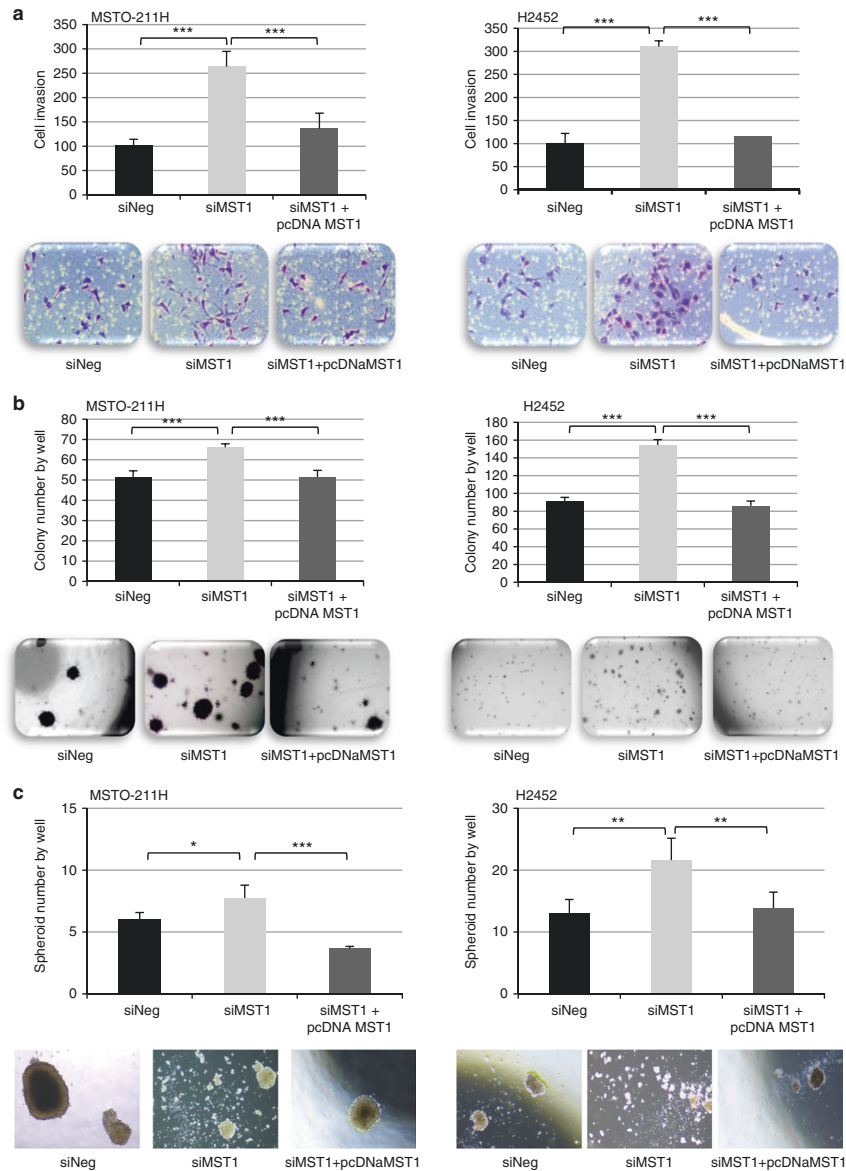 a
MSTO-211H
350
300
250
200
150
100
50
0
Cell invasion
***
***
siNeg
siMST1
siMST1 +
pcDNA MST1
H2452
350
300
250
200
150
100
50
0
Cell invasion
***
***
siNeg
siMST1
siMST1 +
pcDNA MST1
siNeg
siMST1
siMST1+pcDNaMST1
siNeg
siMST1
siMST1+pcDNaMST1
b
MSTO-211H
80
70
60
50
40
30
20
10
0
Colony number by well
***
***
siNeg
siMST1
siMST1 +
pcDNA MST1
H2452
180
160
140
120
100
80
60
40
20
0
Colony number by well
***
***
siNeg
siMST1
siMST1 +
pcDNA MST1
siNeg
siMST1
siMST1+pcDNaMST1
siNeg
siMST1
siMST1+pcDNaMST1
c
MSTO-211H
15
10
5
0
Spheroid number by well
*
***
siNeg
siMST1
siMST1 +
pcDNA MST1
H2452
30
20
10
0
Spheroid number by well
**
**
siNeg
siMST1
siMST1 +
pcDNA MST1
siNeg
siMST1
siMST1+pcDNaMST1
siNeg
siMST1
siMST1+pcDNaMST1